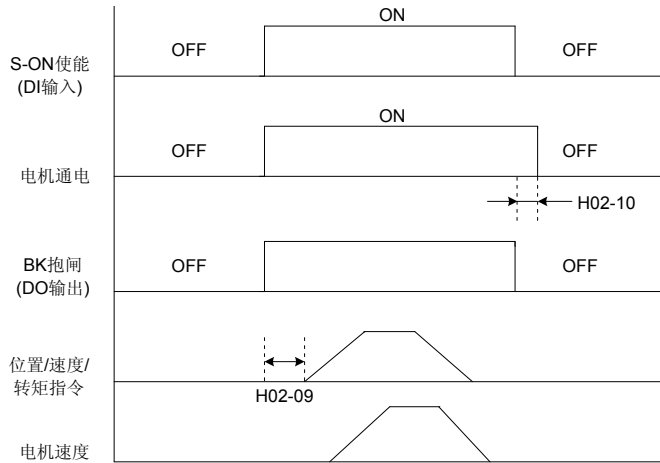 ON
S-ON使能
(DI输入)
OFF
OFF
ON
电机通电
OFF
OFF
H02-10
BK抱闸
(DO输出)
OFF
OFF
位置/速度/
转矩指令
H02-09
电机速度